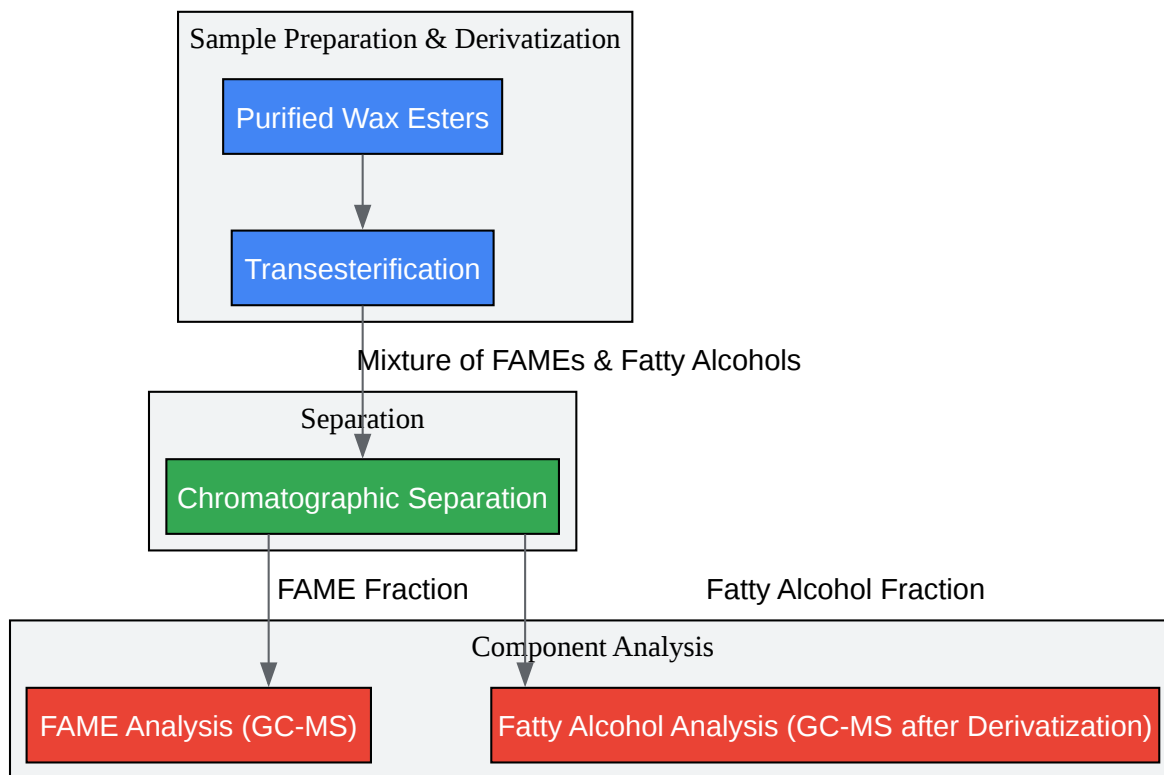 Sample Preparation & Derivatization
Purified Wax Esters
Transesterification
Mixture of FAMEs & Fatty Alcohols
Separation
Chromatographic Separation
FAME Fraction
Fatty Alcohol Fraction
Component Analysis
FAME Analysis (GC-MS)
Fatty Alcohol Analysis (GC-MS after Derivatization)